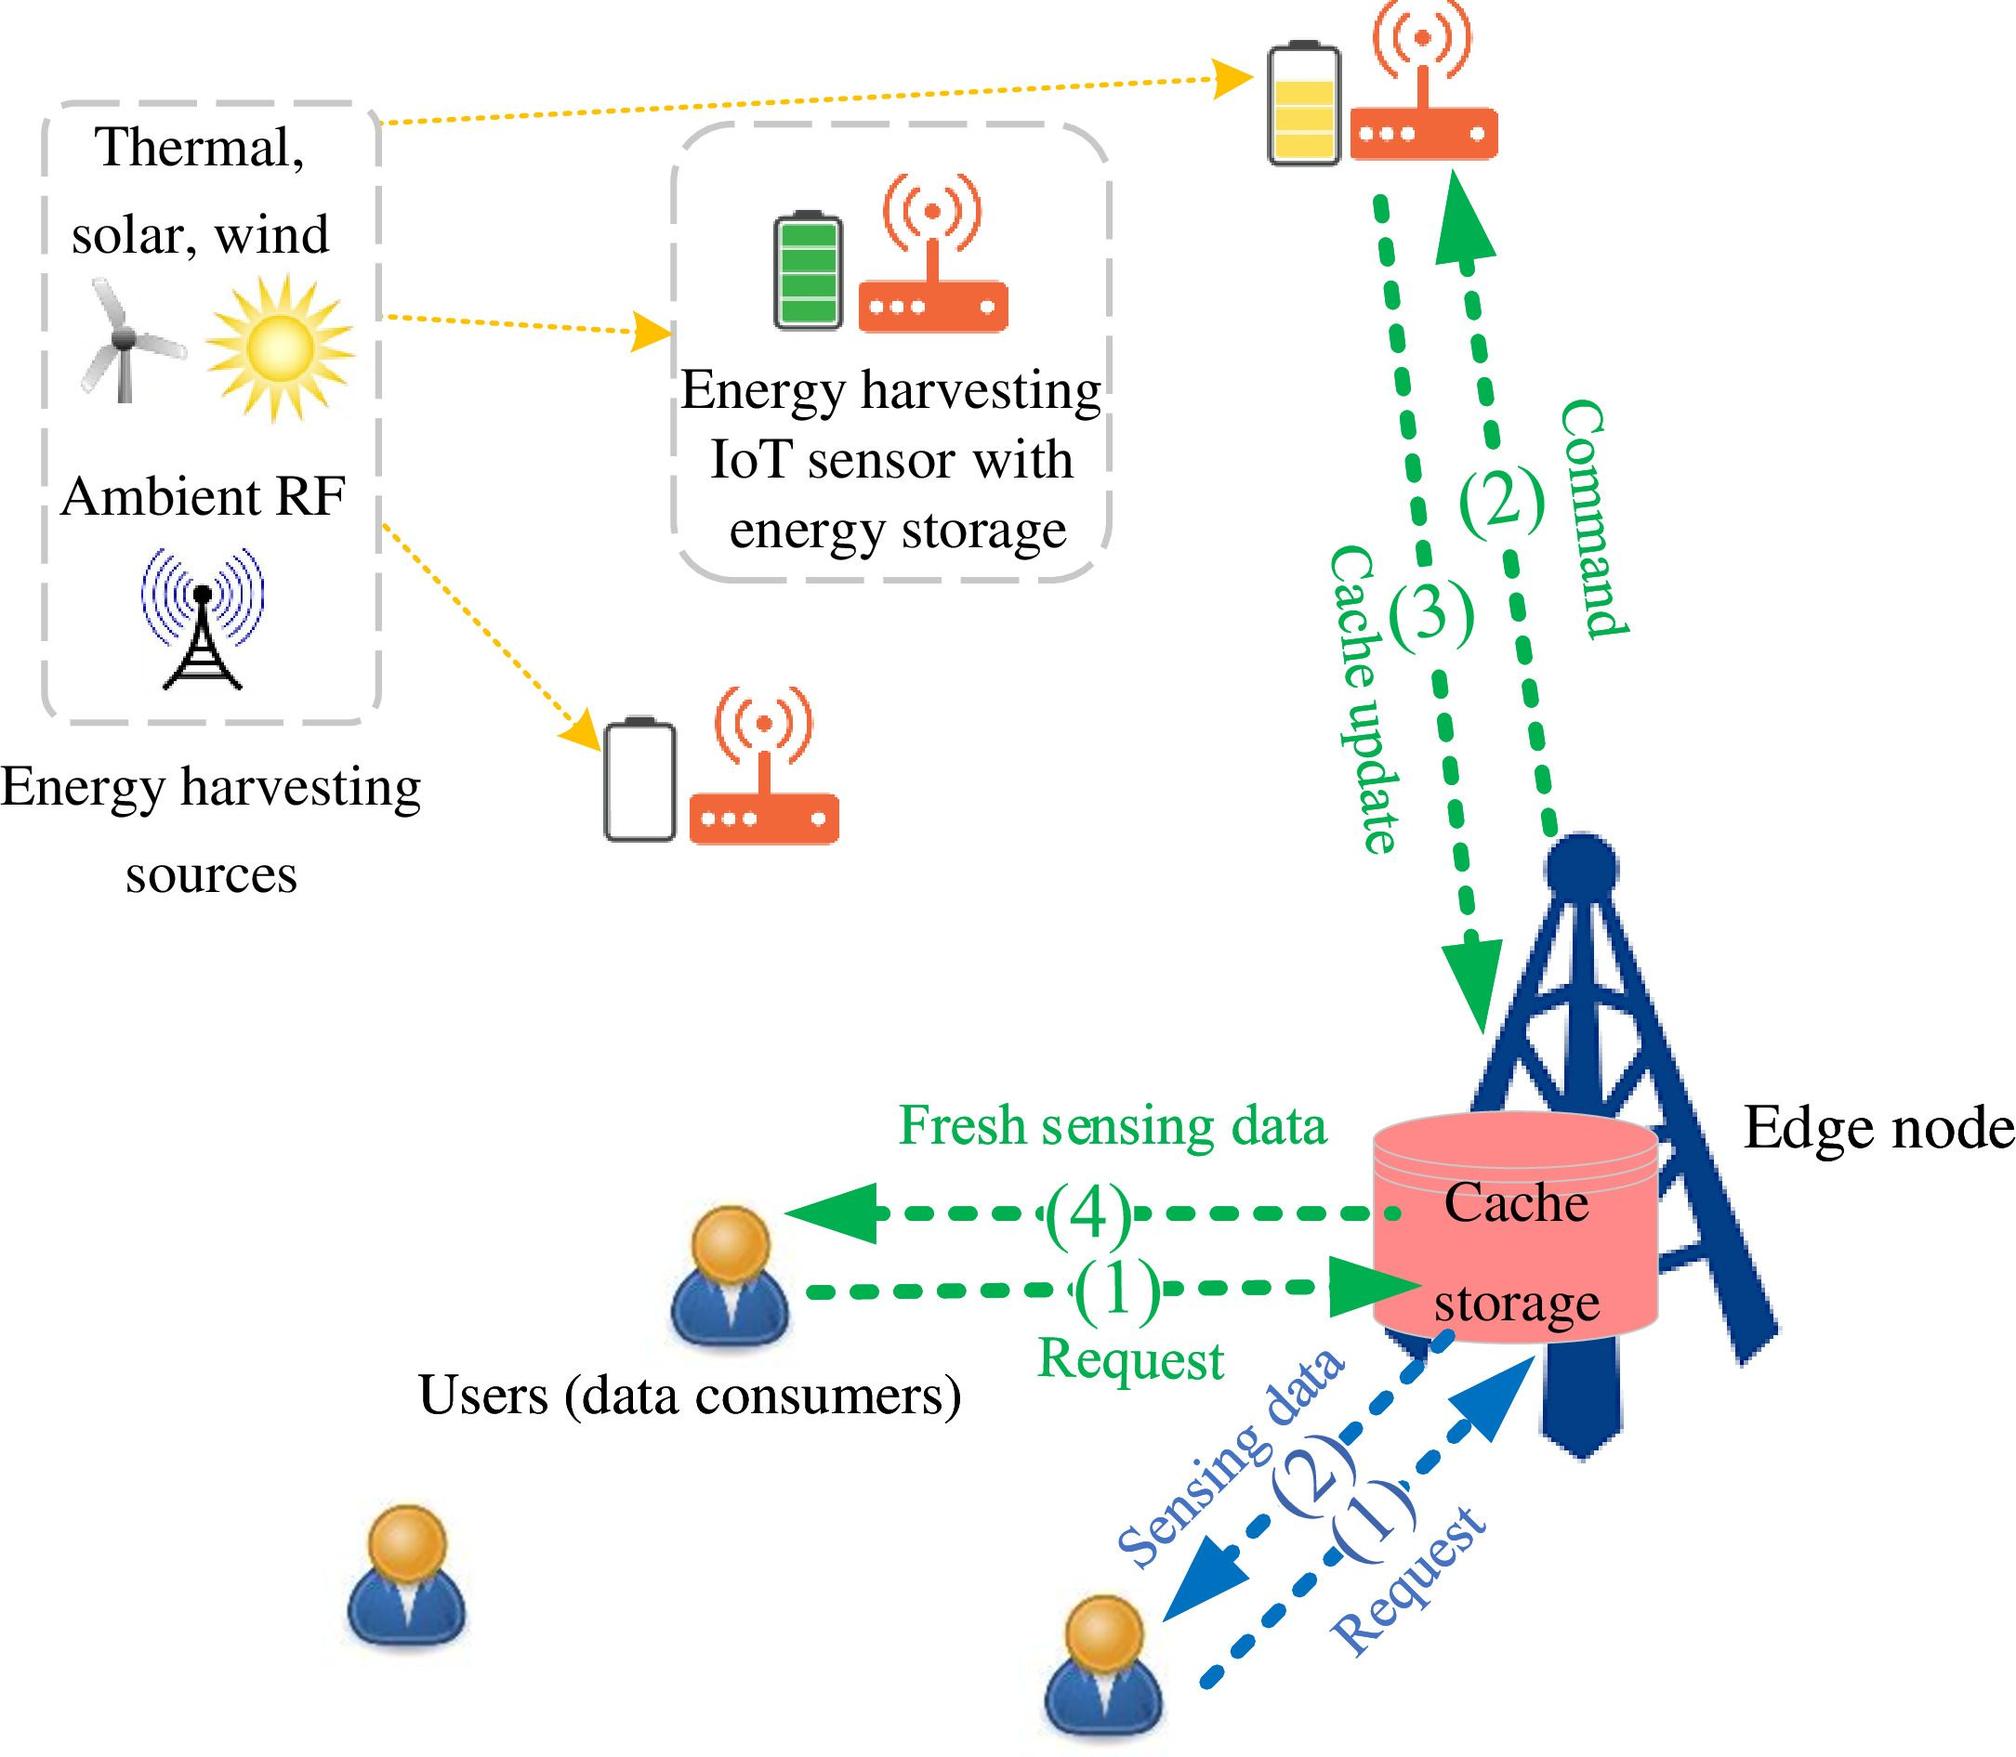 Thermal,
solar, wind
Ambient RF
Energy harvesting
sources
Energy harvesting
IoT sensor with
energy storage
Command
(2)
(3)
Cache update
Edge node
Cache
storage
Fresh sensing data
(4)
(1)
Request
Users (data consumers)
Sensing data
(2)
(1)
Request